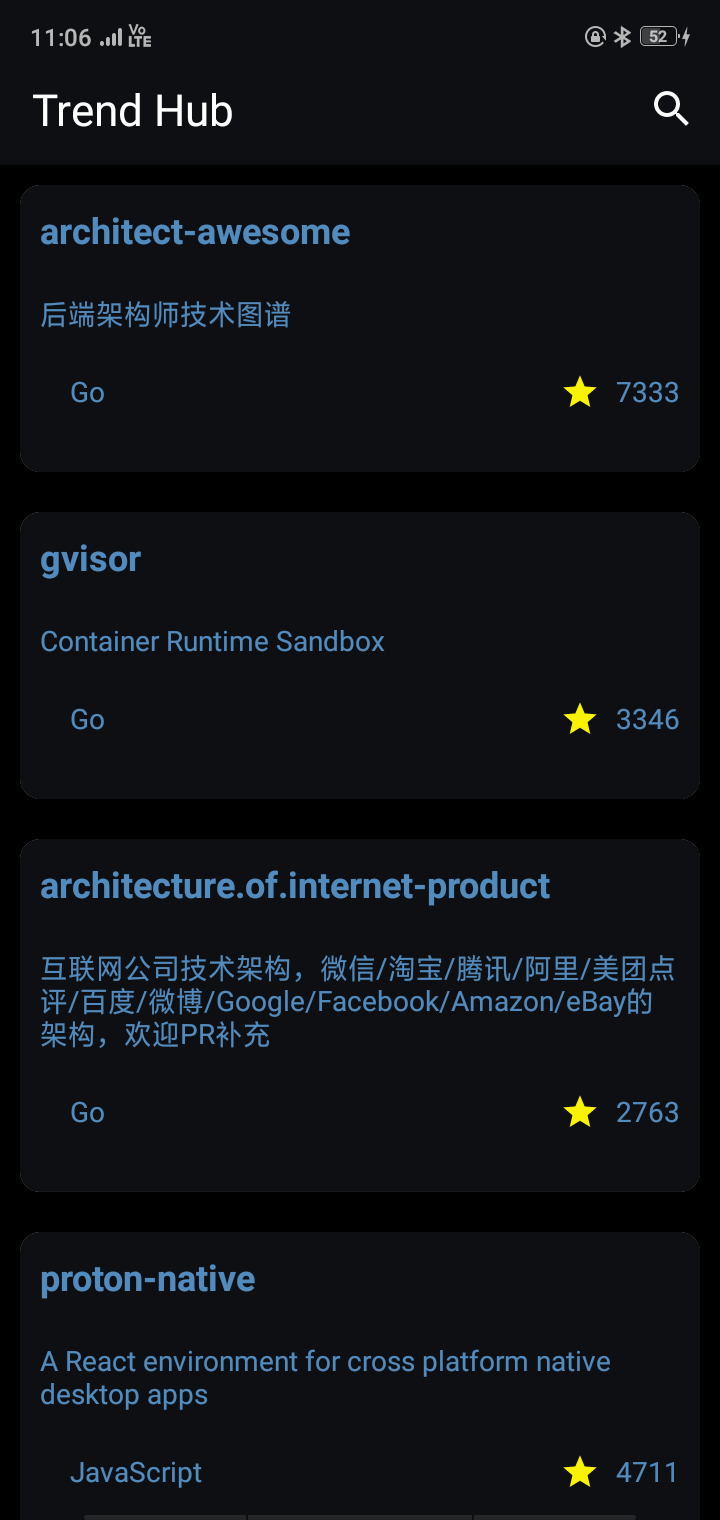 11:06 Vo LTE 52
Trend Hub
architect-awesome
后端架构师技术图谱
Go 7333
gvisor
Container Runtime Sandbox
Go 3346
architecture.of.internet-product
互联网公司技术架构，微信/淘宝/腾讯/阿里/美团点
评/百度/微博/Google/Facebook/Amazon/eBay的
架构，欢迎PR补充
Go 2763
proton-native
A React environment for cross platform native
desktop apps
JavaScript 4711